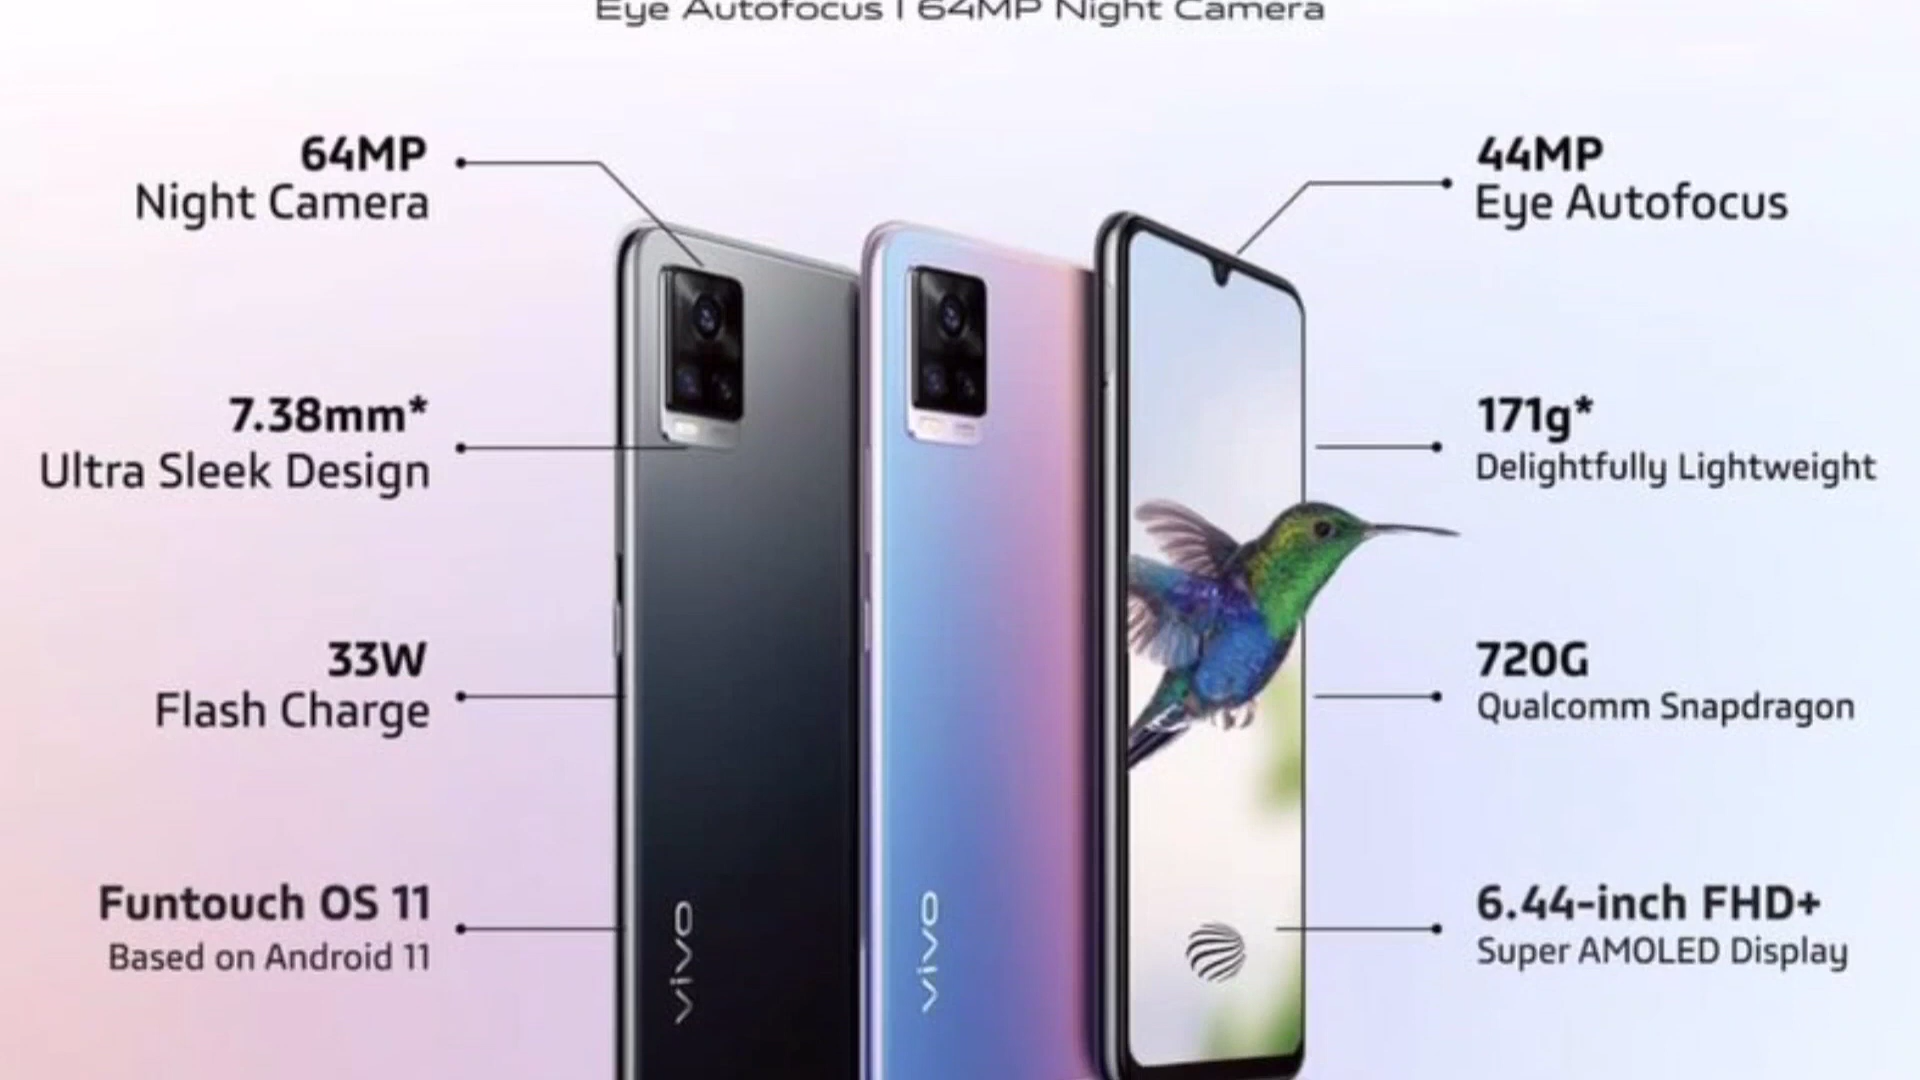 Eye Autofocus | 64MP Night Camera
64MP
Night Camera
44MP
Eye Autofocus
7.38mm*
Ultra Sleek Design
171g*
Delightfully Lightweight
33W
Flash Charge
720G
Qualcomm Snapdragon
Funtouch OS 11
Based on Android 11
6.44-inch FHD+
Super AMOLED Display
vivo
vivo